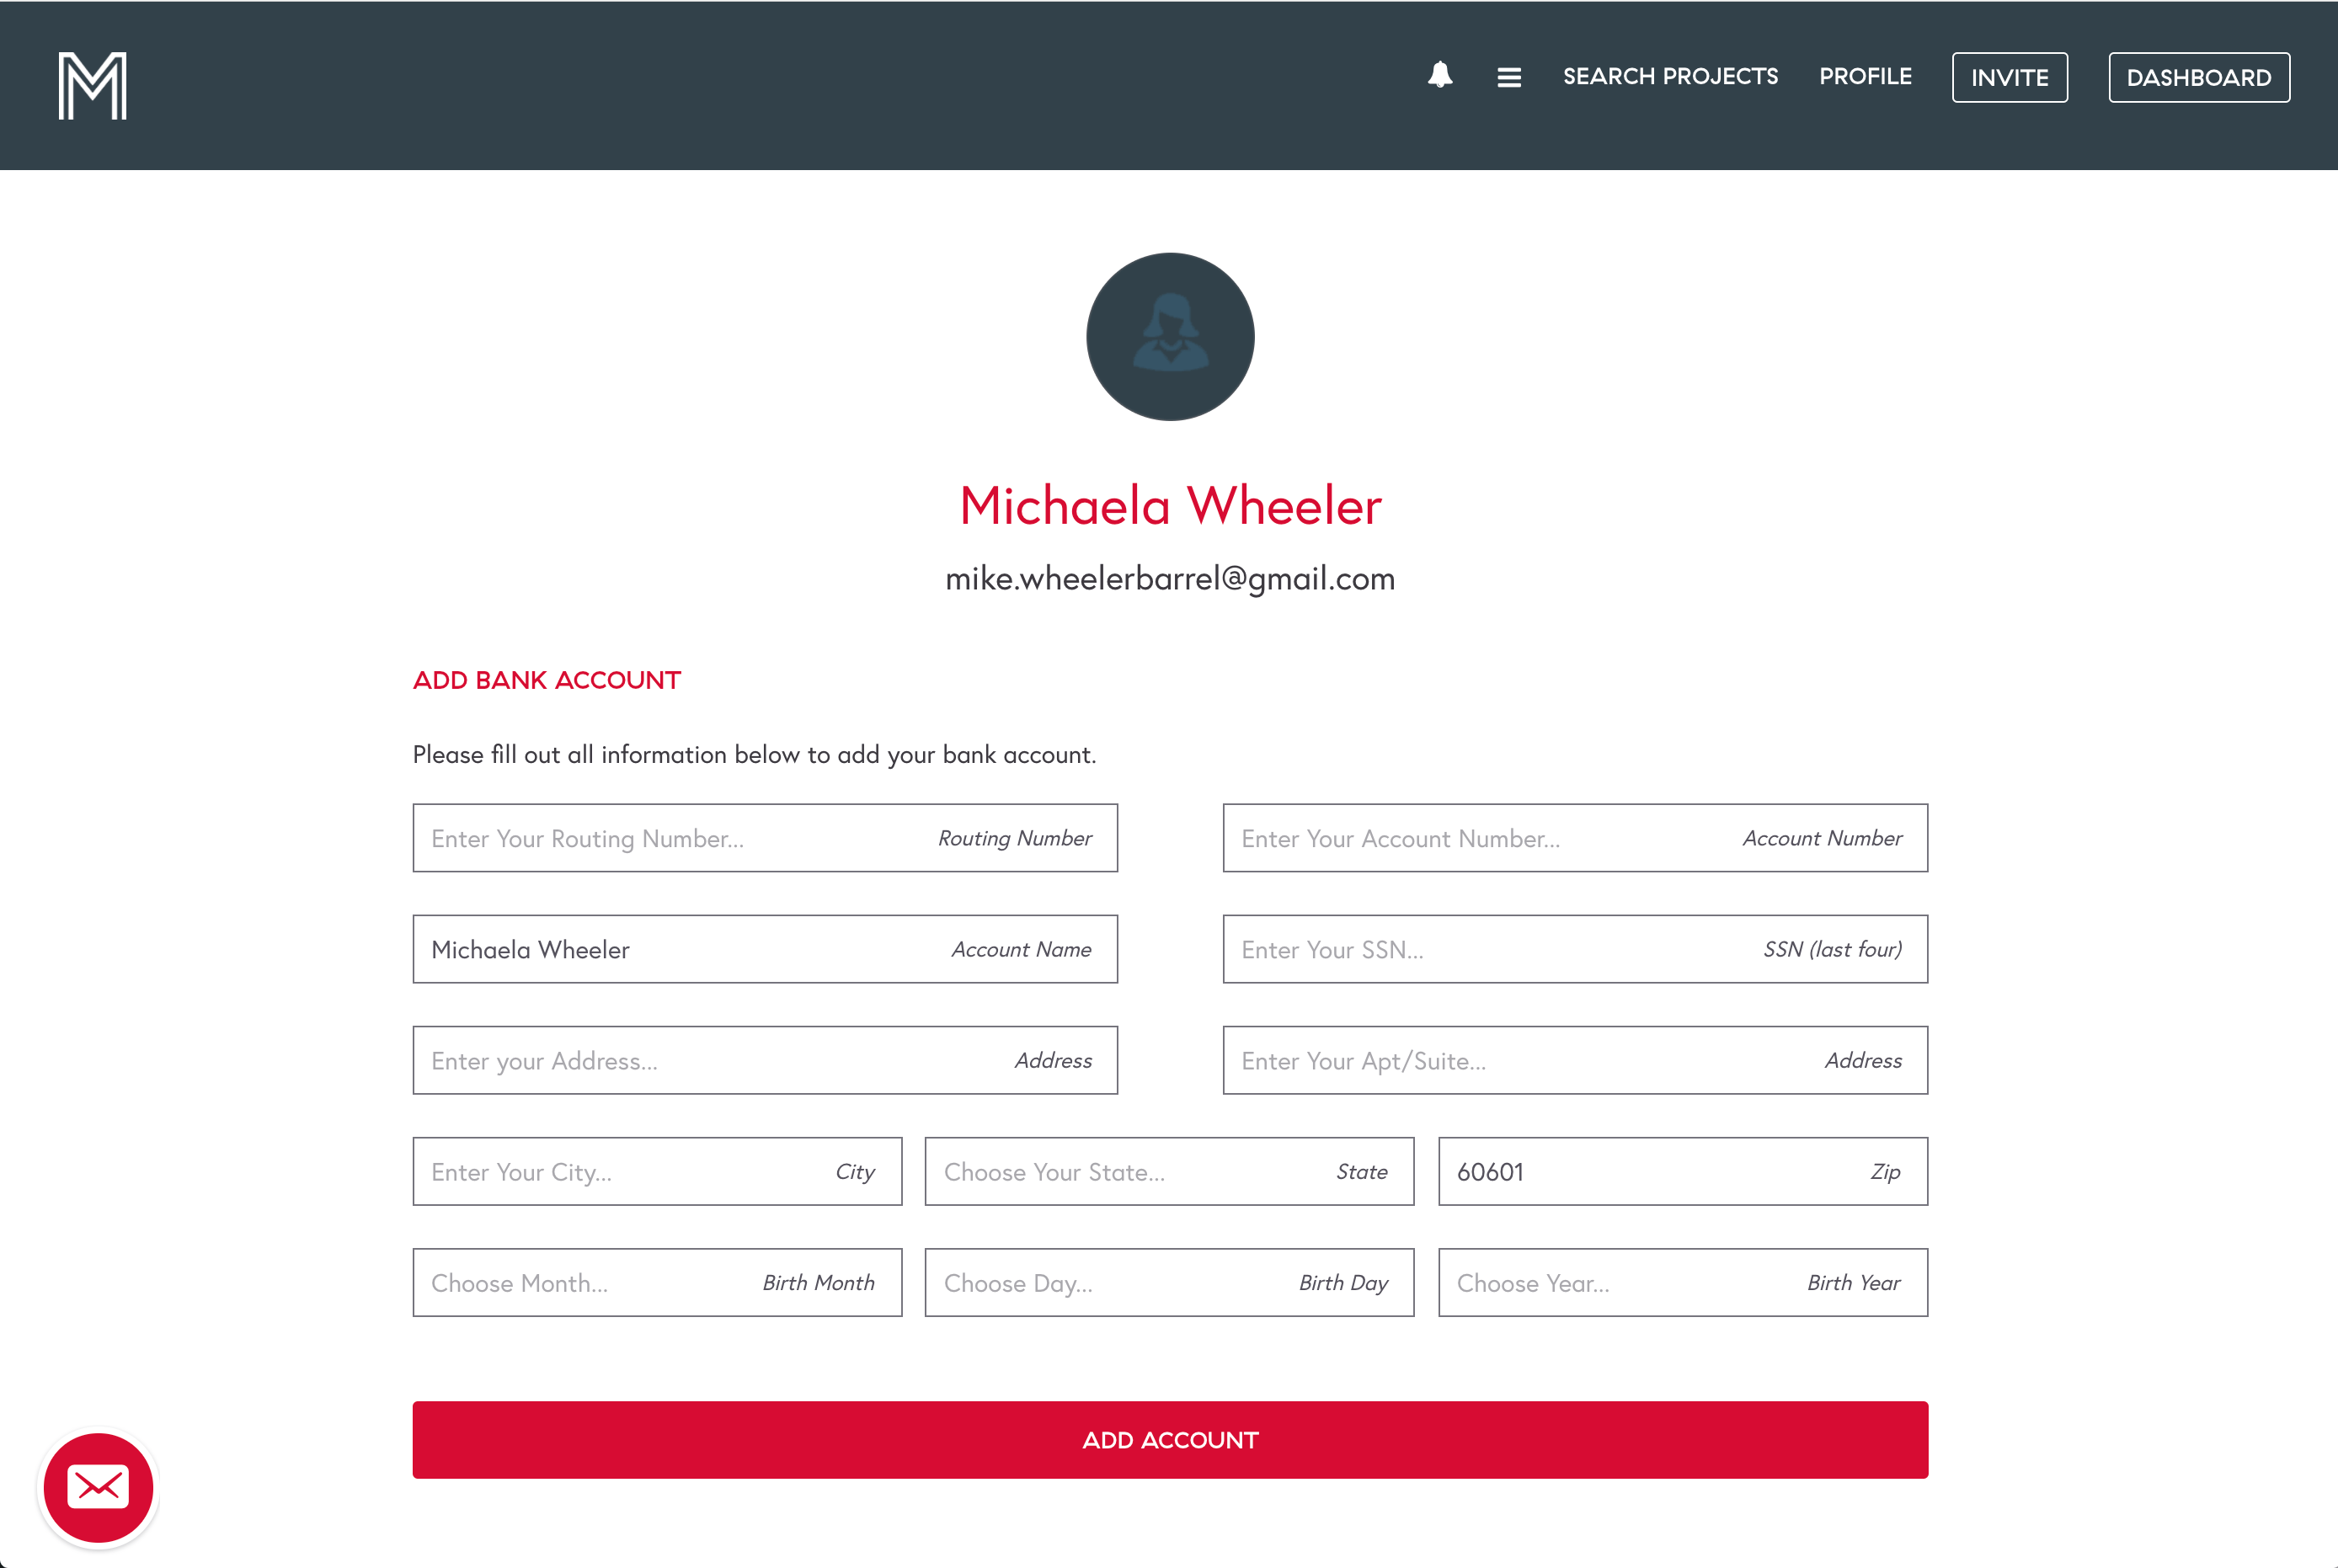 M
SEARCH PROJECTS PROFILE INVITE DASHBOARD
Michaela Wheeler
mike.wheelerbarrel@gmail.com
ADD BANK ACCOUNT
Please fill out all information below to add your bank account.
Enter Your Routing Number... Routing Number Enter Your Account Number... Account Number
Michaela Wheeler Account Name Enter Your SSN... SSN (last four)
Enter your Address... Address Enter Your Apt/Suite... Address
Enter Your City... City Choose Your State... State 60601 Zip
Choose Month... Birth Month Choose Day... Birth Day Choose Year... Birth Year
ADD ACCOUNT